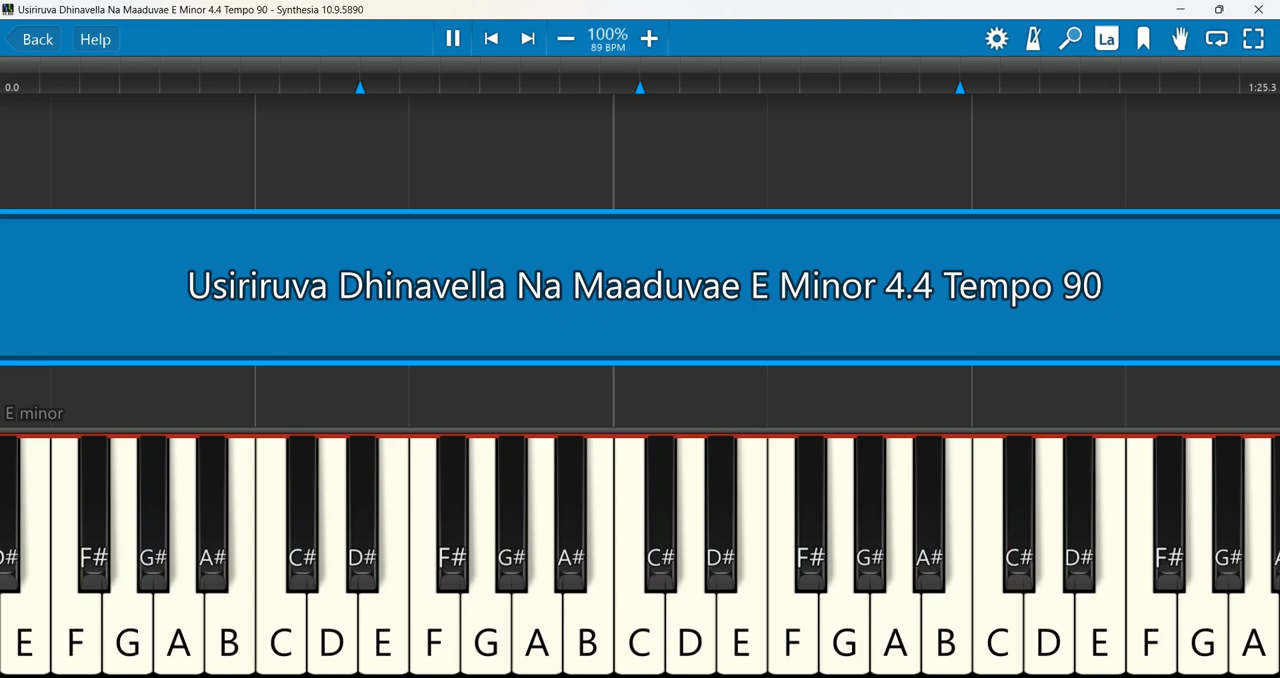 Usiriruva Dhinavella Na Maaduvae E Minor 4.4 Tempo 90 - Synthesia 10.9.5890
Back Help 100% La
89 BPM
0.0 1:25.3
Usiriruva Dhinavella Na Maaduvae E Minor 4.4 Tempo 90
E minor
D# F# G# A# C# D# F# G# A# C# D# F# G# A# C# D# F# G#
E F G A B C D E F G A B C D E F G A B C D E F G A